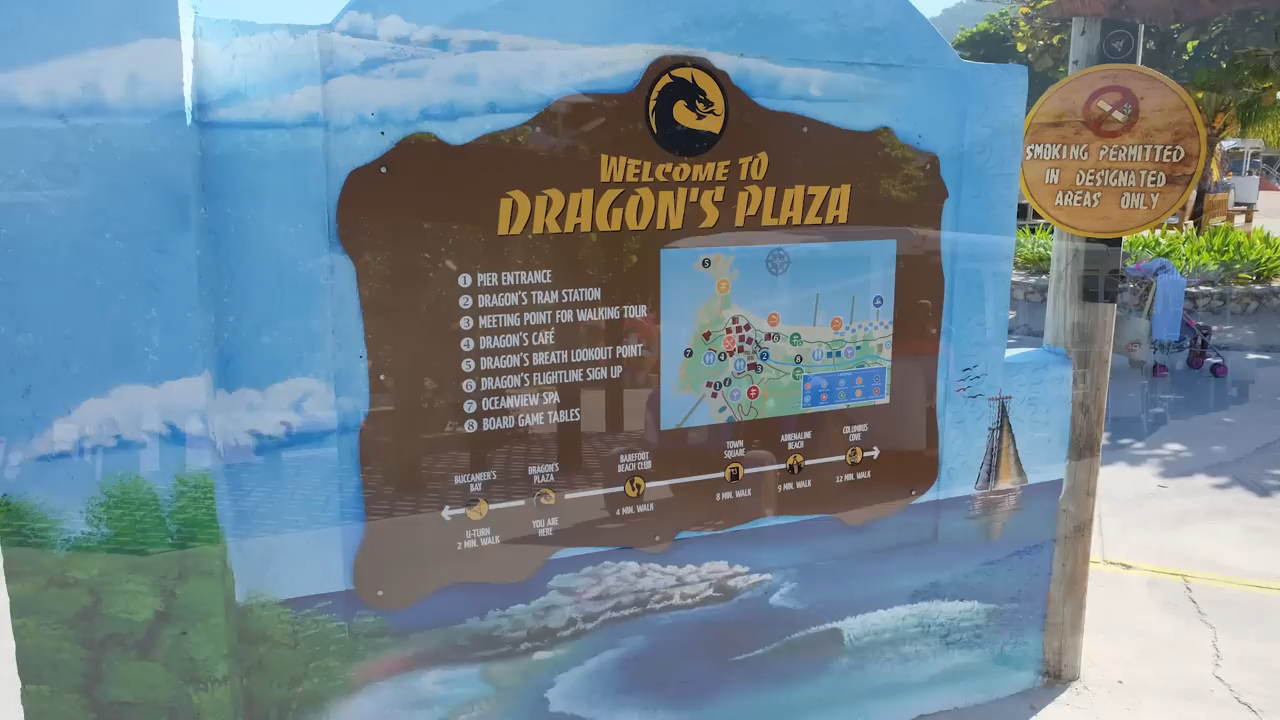 WELCOME TO
DRAGON'S PLAZA
1 PIER ENTRANCE
2 DRAGON'S TRAM STATION
3 MEETING POINT FOR WALKING TOUR
4 DRAGON'S CAFÉ
5 DRAGON'S BREATH LOOKOUT POINT
6 DRAGON'S FLIGHTLINE SIGN UP
7 OCEANVIEW SPA
8 BOARD GAME TABLES
BUCCANEER'S
BAY
U-TURN
2 MIN. WALK
DRAGON'S
PLAZA
YOU ARE
HERE
BAREFOOT
BEACH CLUB
4 MIN. WALK
TOWN
SQUARE
8 MIN. WALK
ADRENALINE
BEACH
9 MIN. WALK
COLUMBUS
COVE
12 MIN. WALK
SMOKING PERMITTED
IN DESIGNATED
AREAS ONLY